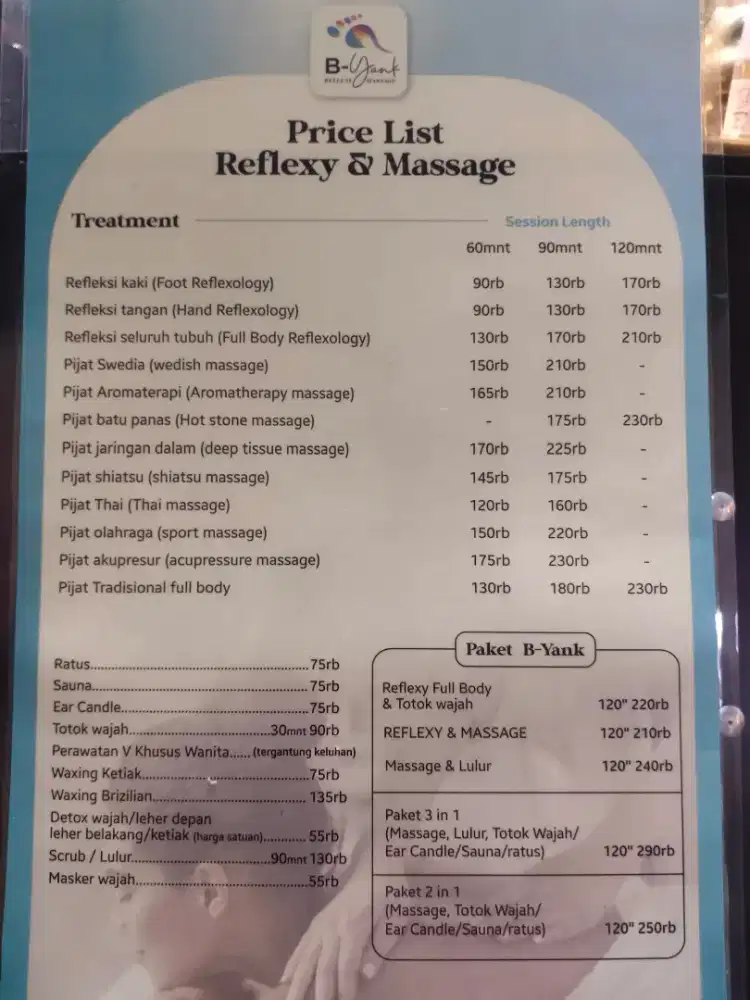 B-Yank
REFLEXY & MASSAGE
Price List
Reflexy & Massage
Treatment Session Length
60mnt 90mnt 120mnt
Refleksi kaki (Foot Reflexology) 90rb 130rb 170rb
Refleksi tangan (Hand Reflexology) 90rb 130rb 170rb
Refleksi seluruh tubuh (Full Body Reflexology) 130rb 170rb 210rb
Pijat Swedia (wedish massage) 150rb 210rb -
Pijat Aromaterapi (Aromatherapy massage) 165rb 210rb -
Pijat batu panas (Hot stone massage) - 175rb 230rb
Pijat jaringan dalam (deep tissue massage) 170rb 225rb -
Pijat shiatsu (shiatsu massage) 145rb 175rb -
Pijat Thai (Thai massage) 120rb 160rb -
Pijat olahraga (sport massage) 150rb 220rb -
Pijat akupresur (acupressure massage) 175rb 230rb -
Pijat Tradisional full body 130rb 180rb 230rb
Ratus.......................................................75rb
Sauna......................................................75rb
Ear Candle...............................................75rb
Totok wajah...................................30mnt 90rb
Perawatan V Khusus Wanita...... (tergantung keluhan)
Waxing Ketiak..........................................75rb
Waxing Brizilian........................................ 135rb
Detox wajah/leher depan
leher belakang/ketiak (harga satuan)............ 55rb
Scrub / Lulur...................................90mnt 130rb
Masker wajah...........................................55rb
Paket B-Yank
Reflexy Full Body
& Totok wajah 120" 220rb
REFLEXY & MASSAGE 120" 210rb
Massage & Lulur 120" 240rb
Paket 3 in 1
(Massage, Lulur, Totok Wajah/
Ear Candle/Sauna/ratus) 120" 290rb
Paket 2 in 1
(Massage, Totok Wajah/
Ear Candle/Sauna/ratus) 120" 250rb